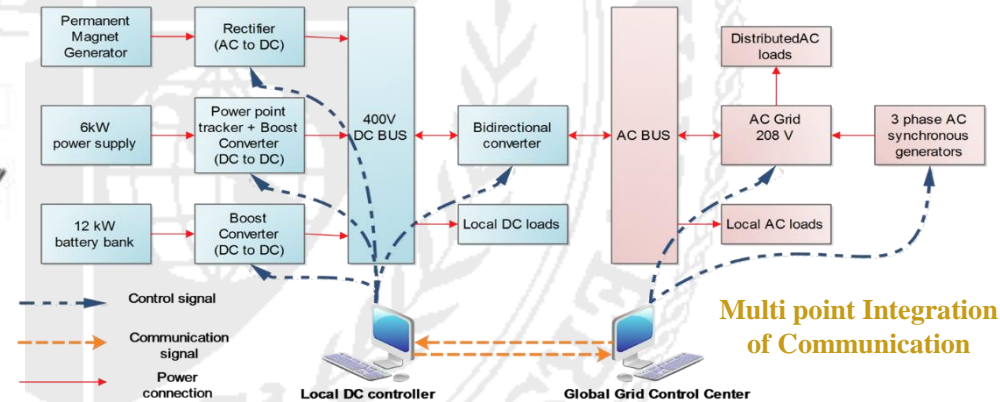 Permanent
Magnet
Generator
Rectifier
(AC to DC)
6kW
power supply
Power point
tracker + Boost
Converter
(DC to DC)
12 kW
battery bank
Boost
Converter
(DC to DC)
400V
DC BUS
Bidirectional
converter
Local DC loads
AC BUS
DistributedAC
loads
AC Grid
208 V
3 phase AC
synchronous
generators
Local AC loads
Control signal
Communication
signal
Power
connection
Local DC controller
Global Grid Control Center
Multi point Integration
of Communication